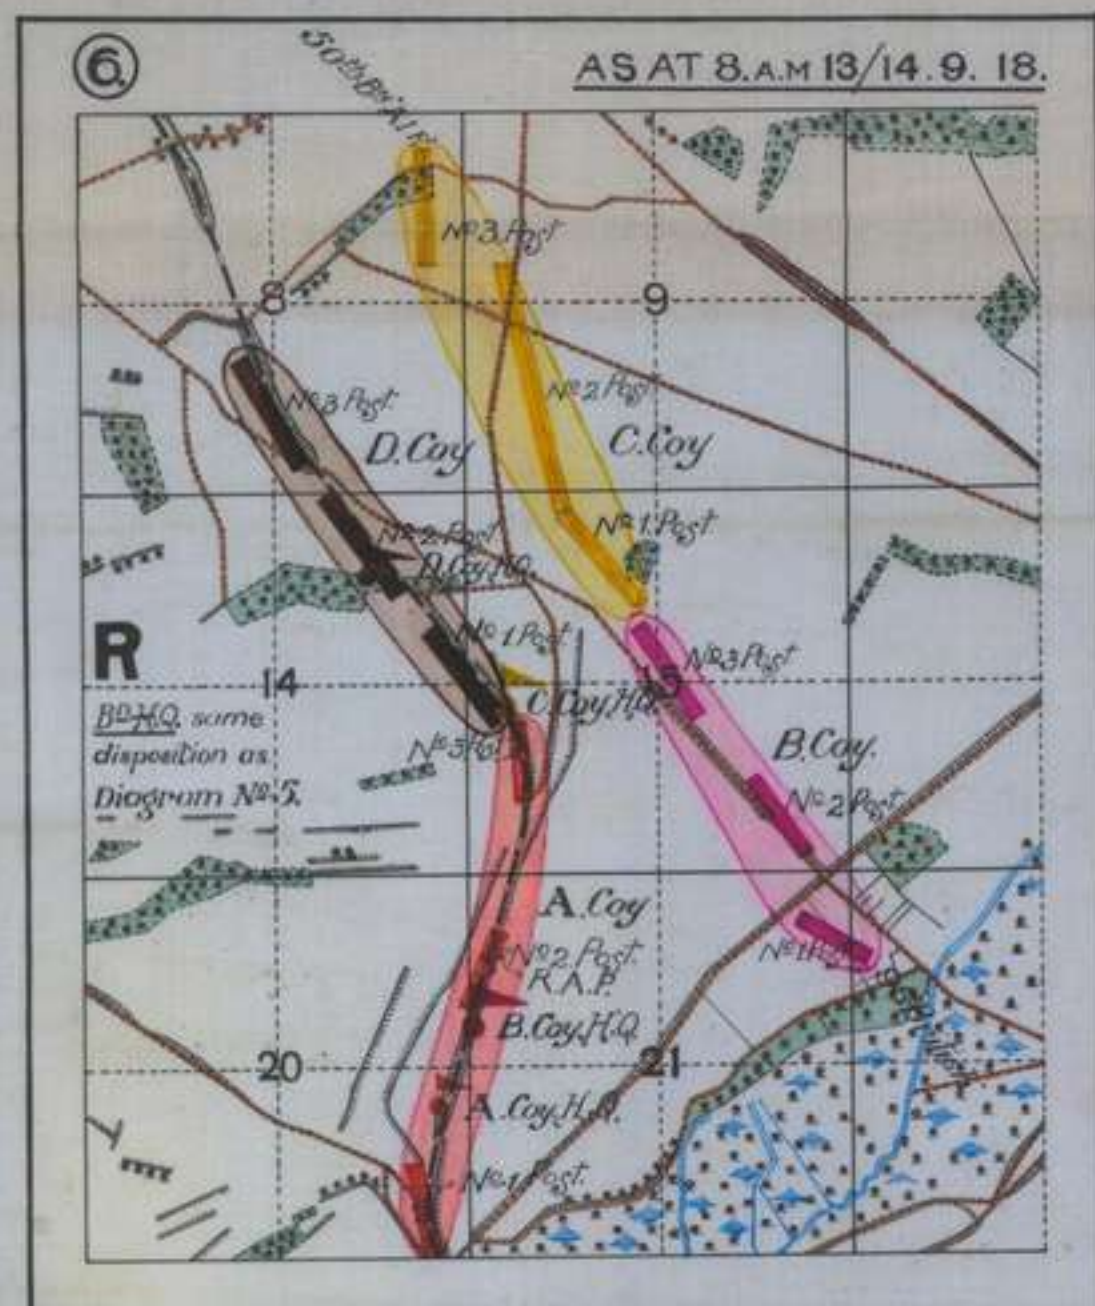 6.
AS AT 8.A.M 13/14.9.18.
50th Bn A.I.F.
No 3. Post
8
9
No 3 Post.
No 2 Post
D. Coy
C. Coy
No 1. Post
No 2. Post
D. Coy. H.Q.
R
No 1 Post.
No 3 Post
14
15
C. Coy. H.Q.
Bn H.Q. same
disposition as
Diagram No 5.
No 3 Post
B. Coy.
No 2 Post
A. Coy
No 2. Post.
R.A.P.
No 1 Post
B. Coy. H.Q.
20
21
A. Coy. H.Q.
No 1 Post.